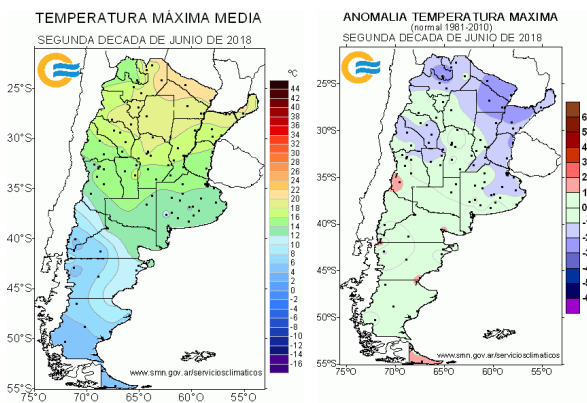 TEMPERATURA MÁXIMA MEDIA
SEGUNDA DECADA DE JUNIO DE 2018
ºC
44
42
40
38
36
34
32
30
28
26
24
22
20
18
16
14
12
10
8
6
4
2
0
-2
-4
-6
-8
-10
-12
-14
-16
25°S
30°S
35°S
40°S
45°S
50°S
55°S
75°O
70°O
65°O
60°O
55°O
www.smn.gov.ar/serviciosclimaticos
ANOMALIA TEMPERATURA MAXIMA
(normal 1981-2010)
SEGUNDA DECADA DE JUNIO DE 2018
25°S
30°S
35°S
40°S
45°S
50°S
55°S
75°O
70°O
65°O
60°O
55°O
www.smn.gov.ar/serviciosclimaticos